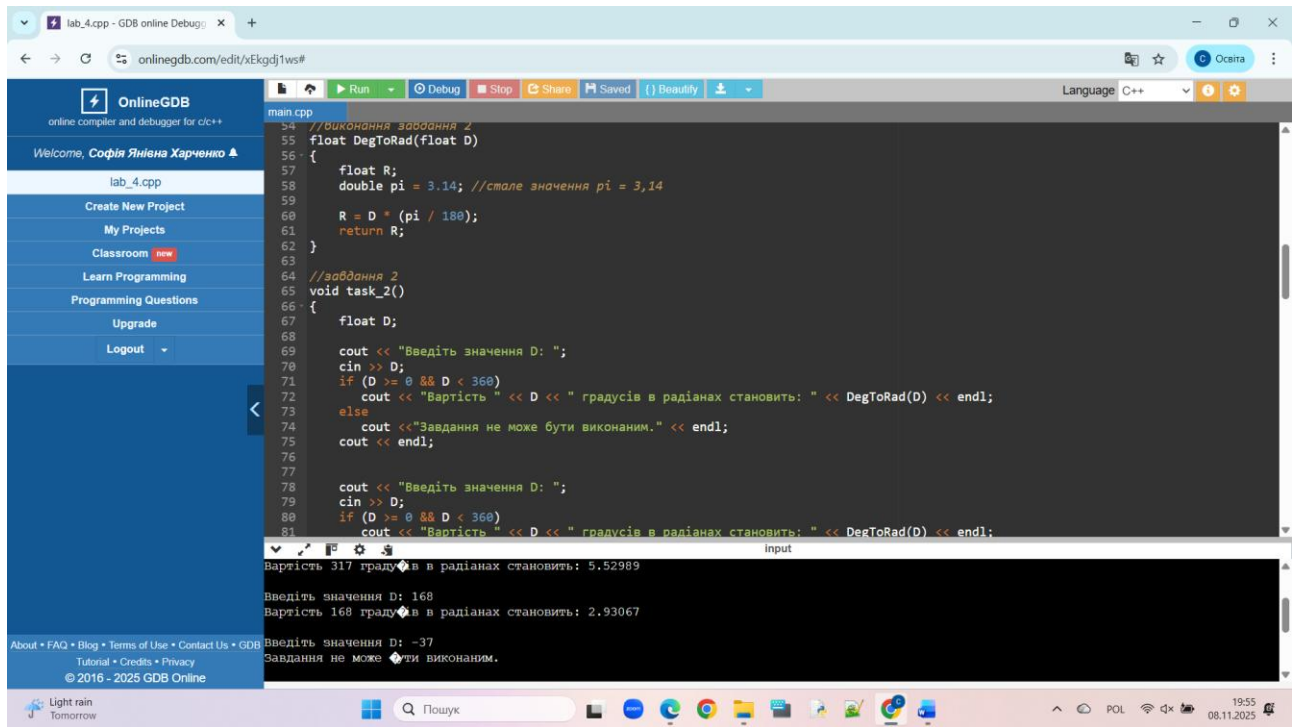 lab_4.cpp - GDB online Debugg
onlinegdb.com/edit/xEkgdj1ws#
Освіта
OnlineGDB
online compiler and debugger for c/c++
Welcome, Софія Янівна Харченко
lab_4.cpp
Create New Project
My Projects
Classroom new
Learn Programming
Programming Questions
Upgrade
Logout
About • FAQ • Blog • Terms of Use • Contact Us • GDB
Tutorial • Credits • Privacy
© 2016 - 2025 GDB Online
Run Debug Stop Share Saved {} Beautify
Language C++
main.cpp
54 //виконання завдання 2
55 float DegToRad(float D)
56 {
57 float R;
58 double pi = 3.14; //стале значення pi = 3,14
59
60 R = D * (pi / 180);
61 return R;
62 }
63
64 //завдання 2
65 void task_2()
66 {
67 float D;
68
69 cout << "Введіть значення D: ";
70 cin >> D;
71 if (D >= 0 && D < 360)
72 cout << "Вартість " << D << " градусів в радіанах становить: " << DegToRad(D) << endl;
73 else
74 cout <<"Завдання не може бути виконаним." << endl;
75 cout << endl;
76
77
78 cout << "Введіть значення D: ";
79 cin >> D;
80 if (D >= 0 && D < 360)
81 cout << "Вартість " << D << " градусів в радіанах становить: " << DegToRad(D) << endl;
input
Вартість 317 граду�ів в радіанах становить: 5.52989
Введіть значення D: 168
Вартість 168 граду�ів в радіанах становить: 2.93067
Введіть значення D: -37
Завдання не може �ути виконаним.
Light rain
Tomorrow
Пошук
POL
19:55
08.11.2025